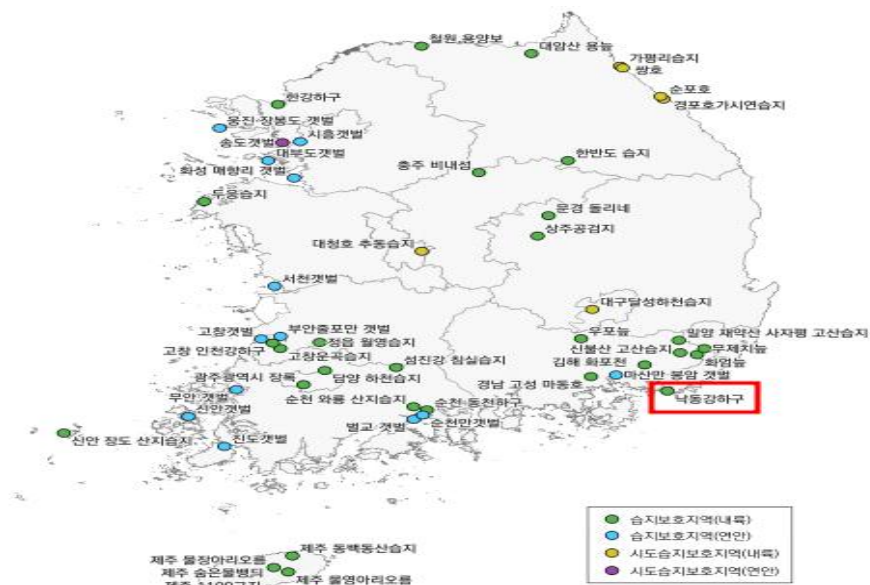 철원 용양보
대암산 용늪
가평리습지
쌍호
순포호
경포호가시연습지
한강하구
옹진 장봉도 갯벌
시흥갯벌
송도갯벌
대부도갯벌
화성 매향리 갯벌
한반도 습지
충주 비내섬
두웅습지
문경 돌리네
상주공검지
대청호 추동습지
서천갯벌
대구달성하천습지
고창갯벌
부안줄포만 갯벌
우포늪
밀양 재약산 사자평 고산습지
정읍 월영습지
신불산 고산습지
무제치늪
고창 인천강하구
고창운곡습지
섬진강 침실습지
김해 화포천
화엄늪
광주광역시 장록
담양 하천습지
경남 고성 마동호
마산만 봉암 갯벌
무안 갯벌
순천 와룡 산지습지
순천 동천하구
낙동강하구
신안갯벌
벌교 갯벌
순천만갯벌
신안 장도 산지습지
진도갯벌
습지보호지역(내륙)
습지보호지역(연안)
시도습지보호지역(내륙)
시도습지보호지역(연안)
제주 동백동산습지
제주 물장아리오름
제주 숨은물뱅듸
제주 물영아리오름